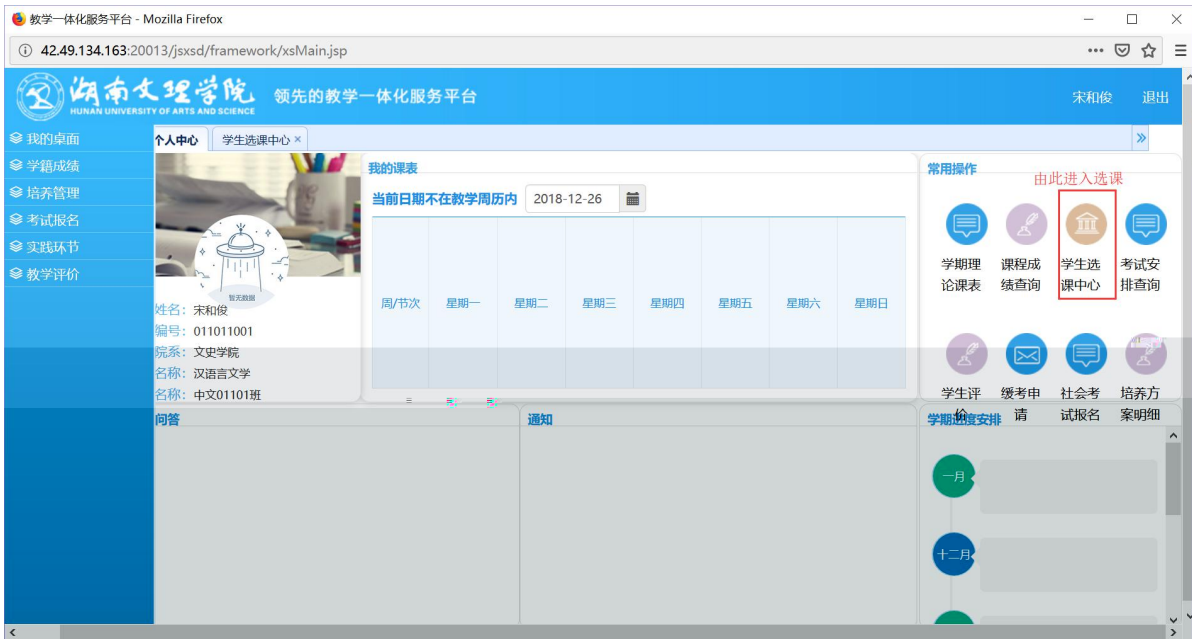 教学一体化服务平台 - Mozilla Firefox
42.49.134.163:20013/jsxsd/framework/xsMain.jsp
湖南文理学院
HUNAN UNIVERSITY OF ARTS AND SCIENCE
领先的教学一体化服务平台
宋和俊 退出
我的桌面
学籍成绩
培养管理
考试报名
实践环节
教学评价
个人中心 学生选课中心 ×
暂无数据
姓名：宋和俊
编号：011011001
院系：文史学院
名称：汉语言文学
名称：中文01101班
我的课表
当前日期不在教学周历内 2018-12-26
周/节次 星期一 星期二 星期三 星期四 星期五 星期六 星期日
常用操作
由此进入选课
学期理论课表
课程成绩查询
学生选课中心
考试安排查询
学生评价
缓考申请
社会考试报名
培养方案明细
问答
通知
学期进度安排
一月
十二月